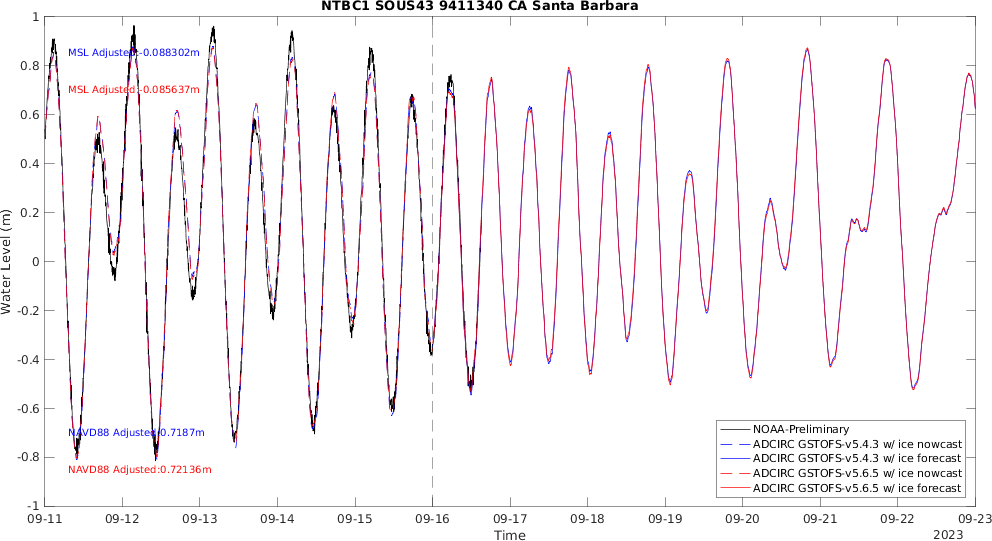 NTBC1 SOUS43 9411340 CA Santa Barbara
1
0.8
0.6
0.4
0.2
0
-0.2
-0.4
-0.6
-0.8
-1
Water Level (m)
MSL Adjusted:-0.088302m
MSL Adjusted:-0.085637m
NAVD88 Adjusted:0.7187m
NAVD88 Adjusted:0.72136m
NOAA-Preliminary
ADCIRC GSTOFS-v5.4.3 w/ ice nowcast
ADCIRC GSTOFS-v5.4.3 w/ ice forecast
ADCIRC GSTOFS-v5.6.5 w/ ice nowcast
ADCIRC GSTOFS-v5.6.5 w/ ice forecast
09-11 09-12 09-13 09-14 09-15 09-16 09-17 09-18 09-19 09-20 09-21 09-22 09-23
Time
2023